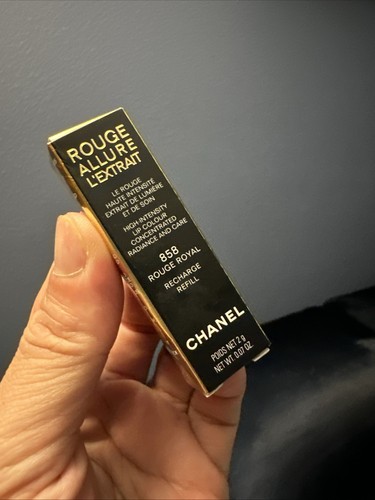 ROUGE
ALLURE
L'EXTRAIT
LE ROUGE
HAUTE INTENSITÉ
EXTRAIT DE LUMIÈRE
ET DE SOIN
HIGH INTENSITY
LIP COLOUR
CONCENTRATED
RADIANCE AND CARE
858
ROUGE ROYAL
RECHARGE
REFILL
CHANEL
POIDS NET 2 g
NET WT. 0.07 OZ.